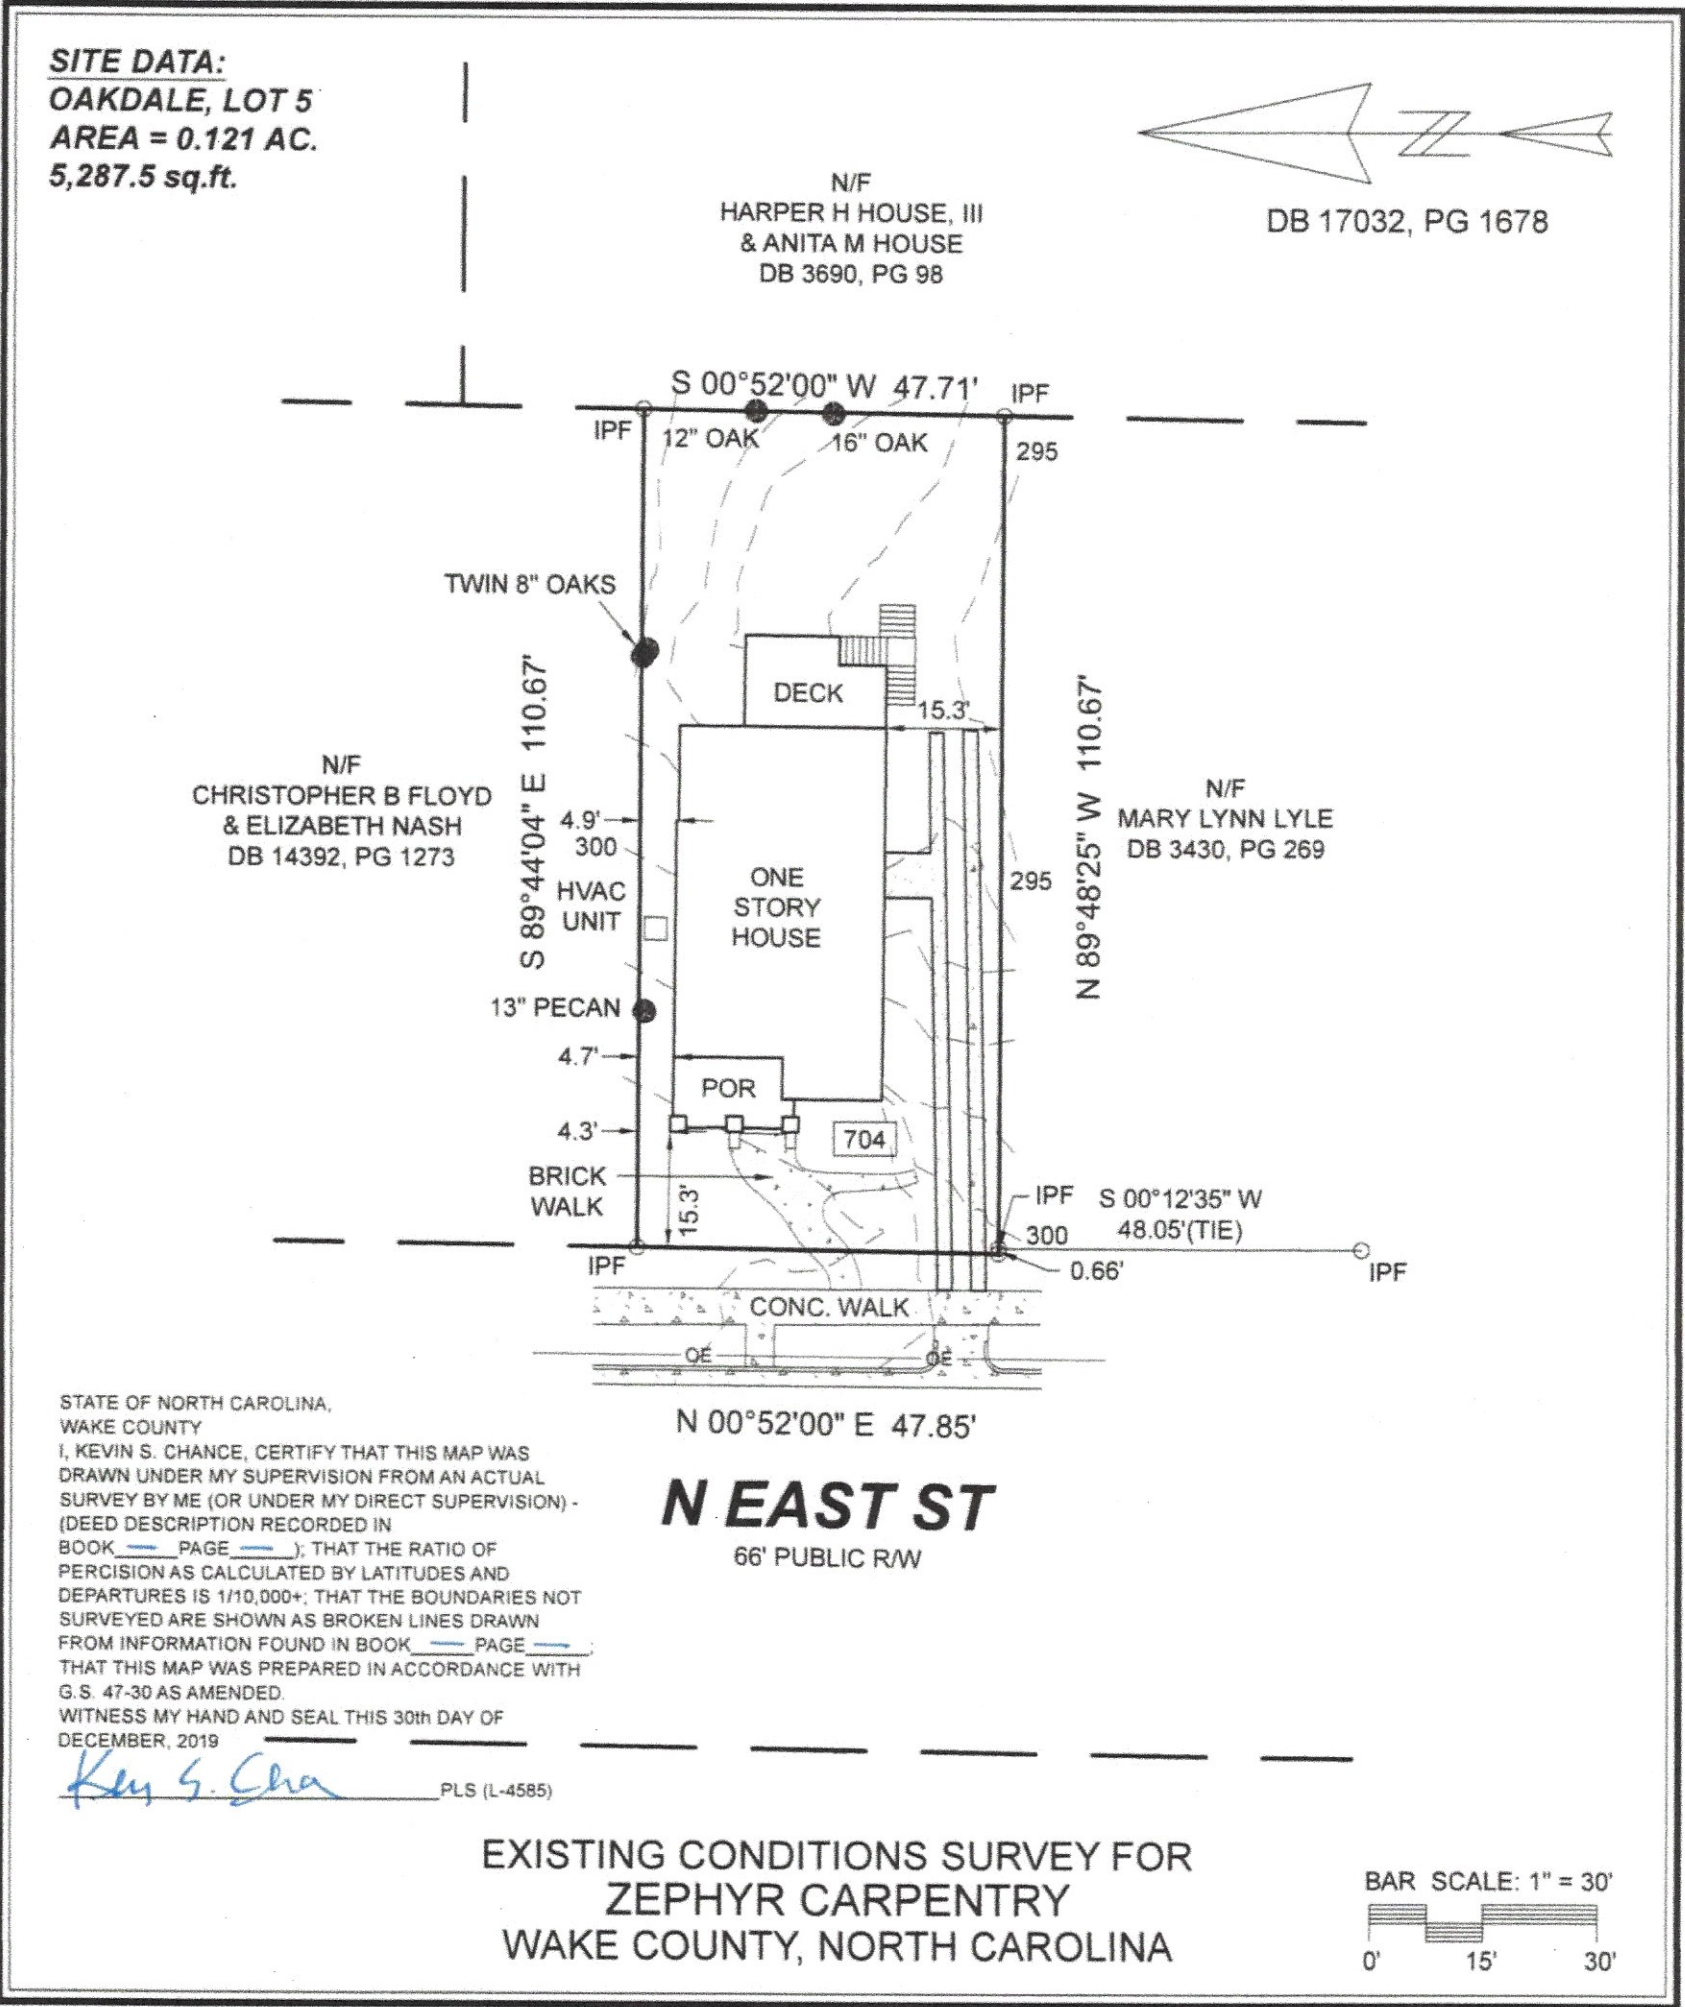 SITE DATA:
OAKDALE, LOT 5
AREA = 0.121 AC.
5,287.5 sq.ft.
N/F
HARPER H HOUSE, III
& ANITA M HOUSE
DB 3690, PG 98
N
DB 17032, PG 1678
S 00°52'00" W 47.71'
IPF
IPF
12" OAK
16" OAK
295
TWIN 8" OAKS
DECK
15.3'
S 89°44'04" E 110.67'
N 89°48'25" W 110.67'
N/F
CHRISTOPHER B FLOYD
& ELIZABETH NASH
DB 14392, PG 1273
N/F
MARY LYNN LYLE
DB 3430, PG 269
4.9'
300
HVAC
UNIT
ONE
STORY
HOUSE
295
13" PECAN
4.7'
POR
4.3'
704
BRICK
WALK
15.3'
IPF
S 00°12'35" W
48.05'(TIE)
300
IPF
0.66'
IPF
CONC. WALK
OE
OE
N 00°52'00" E 47.85'
N EAST ST
66' PUBLIC R/W
STATE OF NORTH CAROLINA,
WAKE COUNTY
I, KEVIN S. CHANCE, CERTIFY THAT THIS MAP WAS
DRAWN UNDER MY SUPERVISION FROM AN ACTUAL
SURVEY BY ME (OR UNDER MY DIRECT SUPERVISION) -
(DEED DESCRIPTION RECORDED IN
BOOK — PAGE — ); THAT THE RATIO OF
PERCISION AS CALCULATED BY LATITUDES AND
DEPARTURES IS 1/10,000+; THAT THE BOUNDARIES NOT
SURVEYED ARE SHOWN AS BROKEN LINES DRAWN
FROM INFORMATION FOUND IN BOOK — PAGE — ;
THAT THIS MAP WAS PREPARED IN ACCORDANCE WITH
G.S. 47-30 AS AMENDED.
WITNESS MY HAND AND SEAL THIS 30th DAY OF
DECEMBER, 2019
PLS (L-4585)
EXISTING CONDITIONS SURVEY FOR
ZEPHYR CARPENTRY
WAKE COUNTY, NORTH CAROLINA
BAR SCALE: 1" = 30'
0' 15' 30'